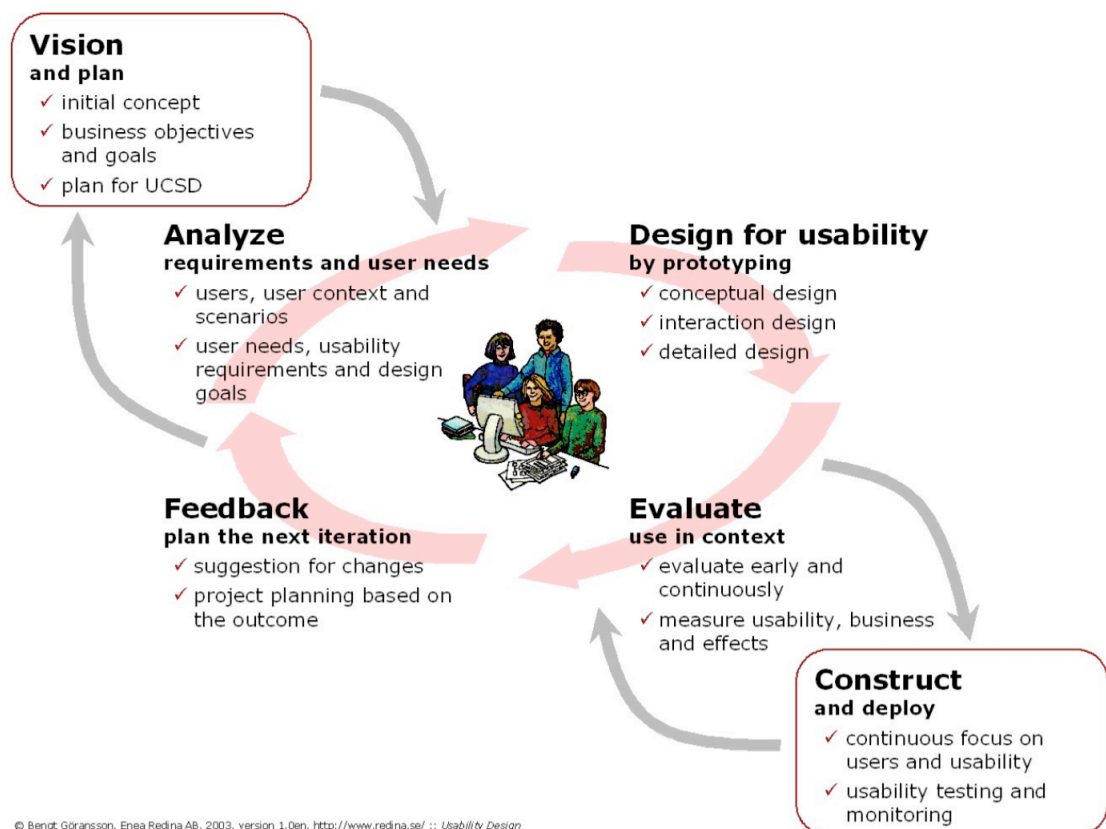 Vision
and plan
✓ initial concept
✓ business objectives
and goals
✓ plan for UCSD
Analyze
requirements and user needs
✓ users, user context and
scenarios
✓ user needs, usability
requirements and design
goals
Design for usability
by prototyping
✓ conceptual design
✓ interaction design
✓ detailed design
Feedback
plan the next iteration
✓ suggestion for changes
✓ project planning based on
the outcome
Evaluate
use in context
✓ evaluate early and
continuously
✓ measure usability, business
and effects
Construct
and deploy
✓ continuous focus on
users and usability
✓ usability testing and
monitoring
© Bengt Göransson, Enea Redina AB, 2003, version 1.0en, http://www.redina.se/ :: Usability Design